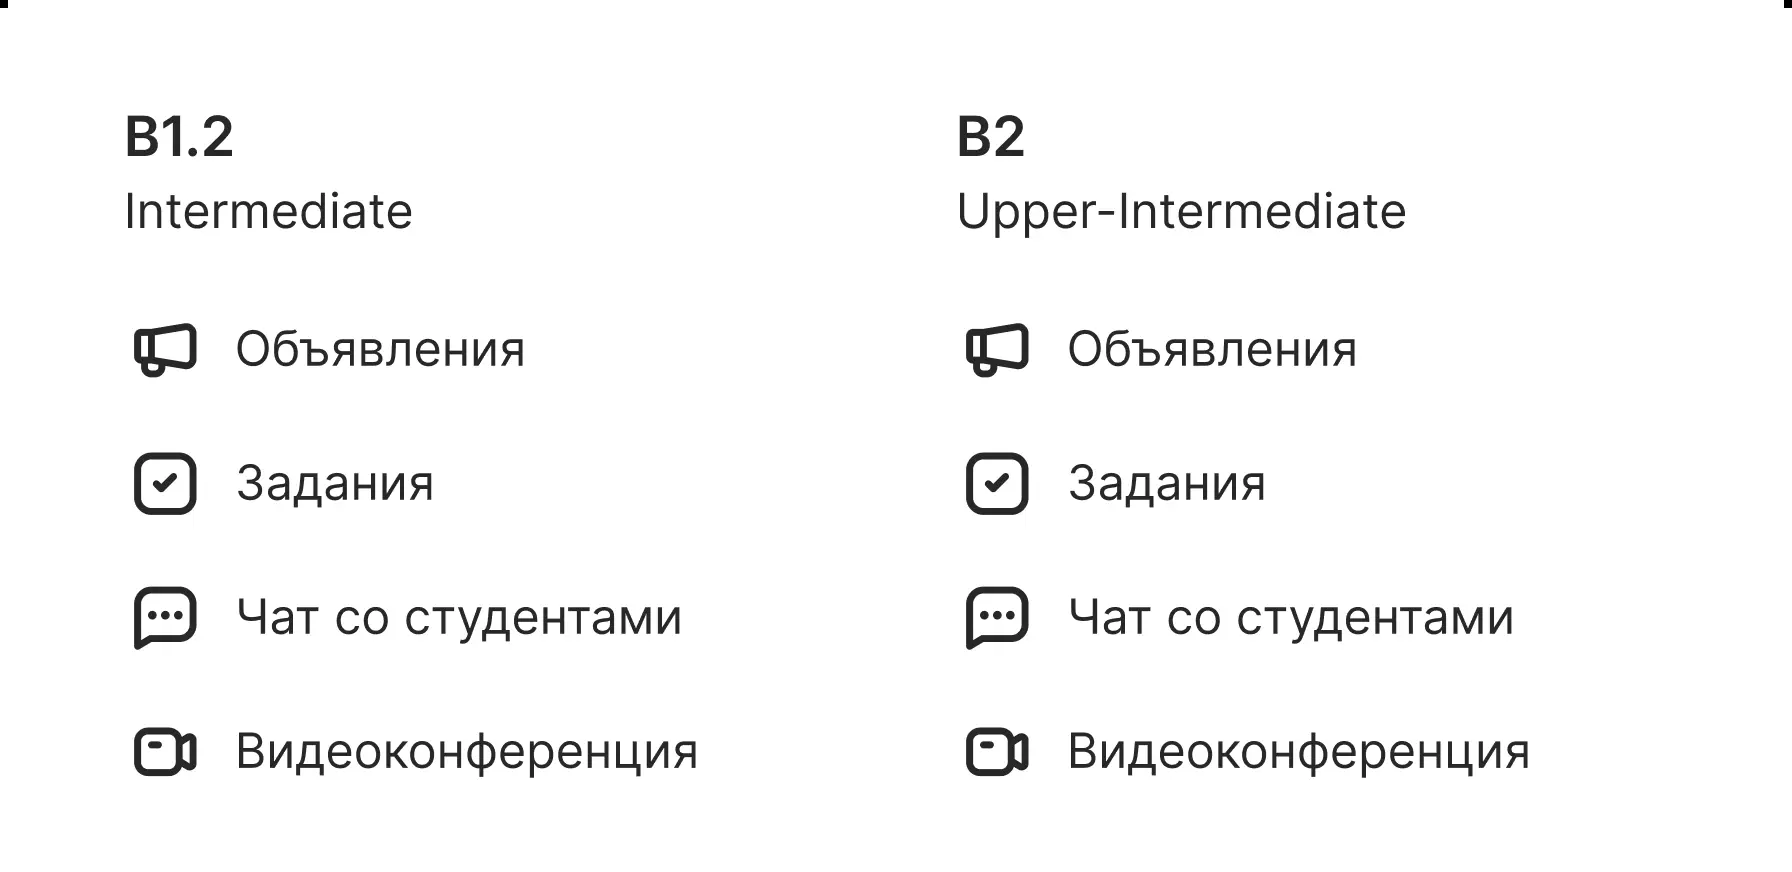 B1.2
Intermediate
Объявления
Задания
Чат со студентами
Видеоконференция
B2
Upper-Intermediate
Объявления
Задания
Чат со студентами
Видеоконференция